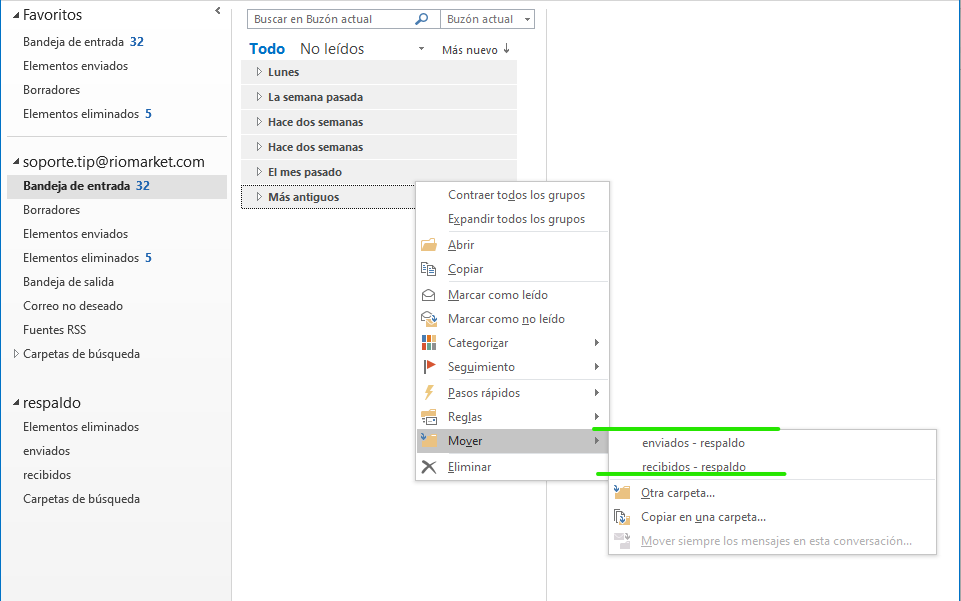 Favoritos
Bandeja de entrada 32
Elementos enviados
Borradores
Elementos eliminados 5
soporte.tip@riomarket.com
Bandeja de entrada 32
Borradores
Elementos enviados
Elementos eliminados 5
Bandeja de salida
Correo no deseado
Fuentes RSS
Carpetas de búsqueda
respaldo
Elementos eliminados
enviados
recibidos
Carpetas de búsqueda
Buscar en Buzón actual
Buzón actual
Todo No leídos
Más nuevo
Lunes
La semana pasada
Hace dos semanas
Hace dos semanas
El mes pasado
Más antiguos
Contraer todos los grupos
Expandir todos los grupos
Abrir
Copiar
Marcar como leído
Marcar como no leído
Categorizar
Seguimiento
Pasos rápidos
Reglas
Mover
Eliminar
enviados - respaldo
recibidos - respaldo
Otra carpeta...
Copiar en una carpeta...
Mover siempre los mensajes en esta conversación...